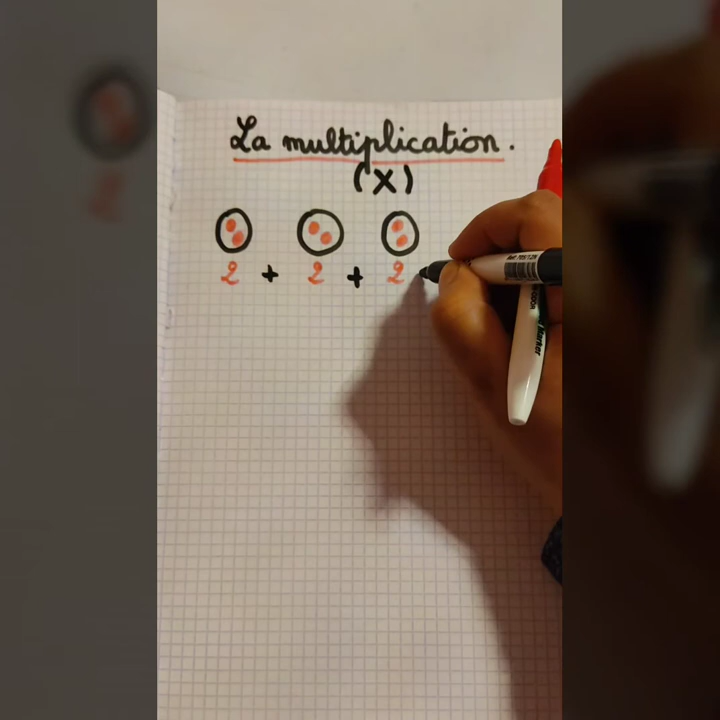 La multiplication.
(X)
2 + 2 + 2